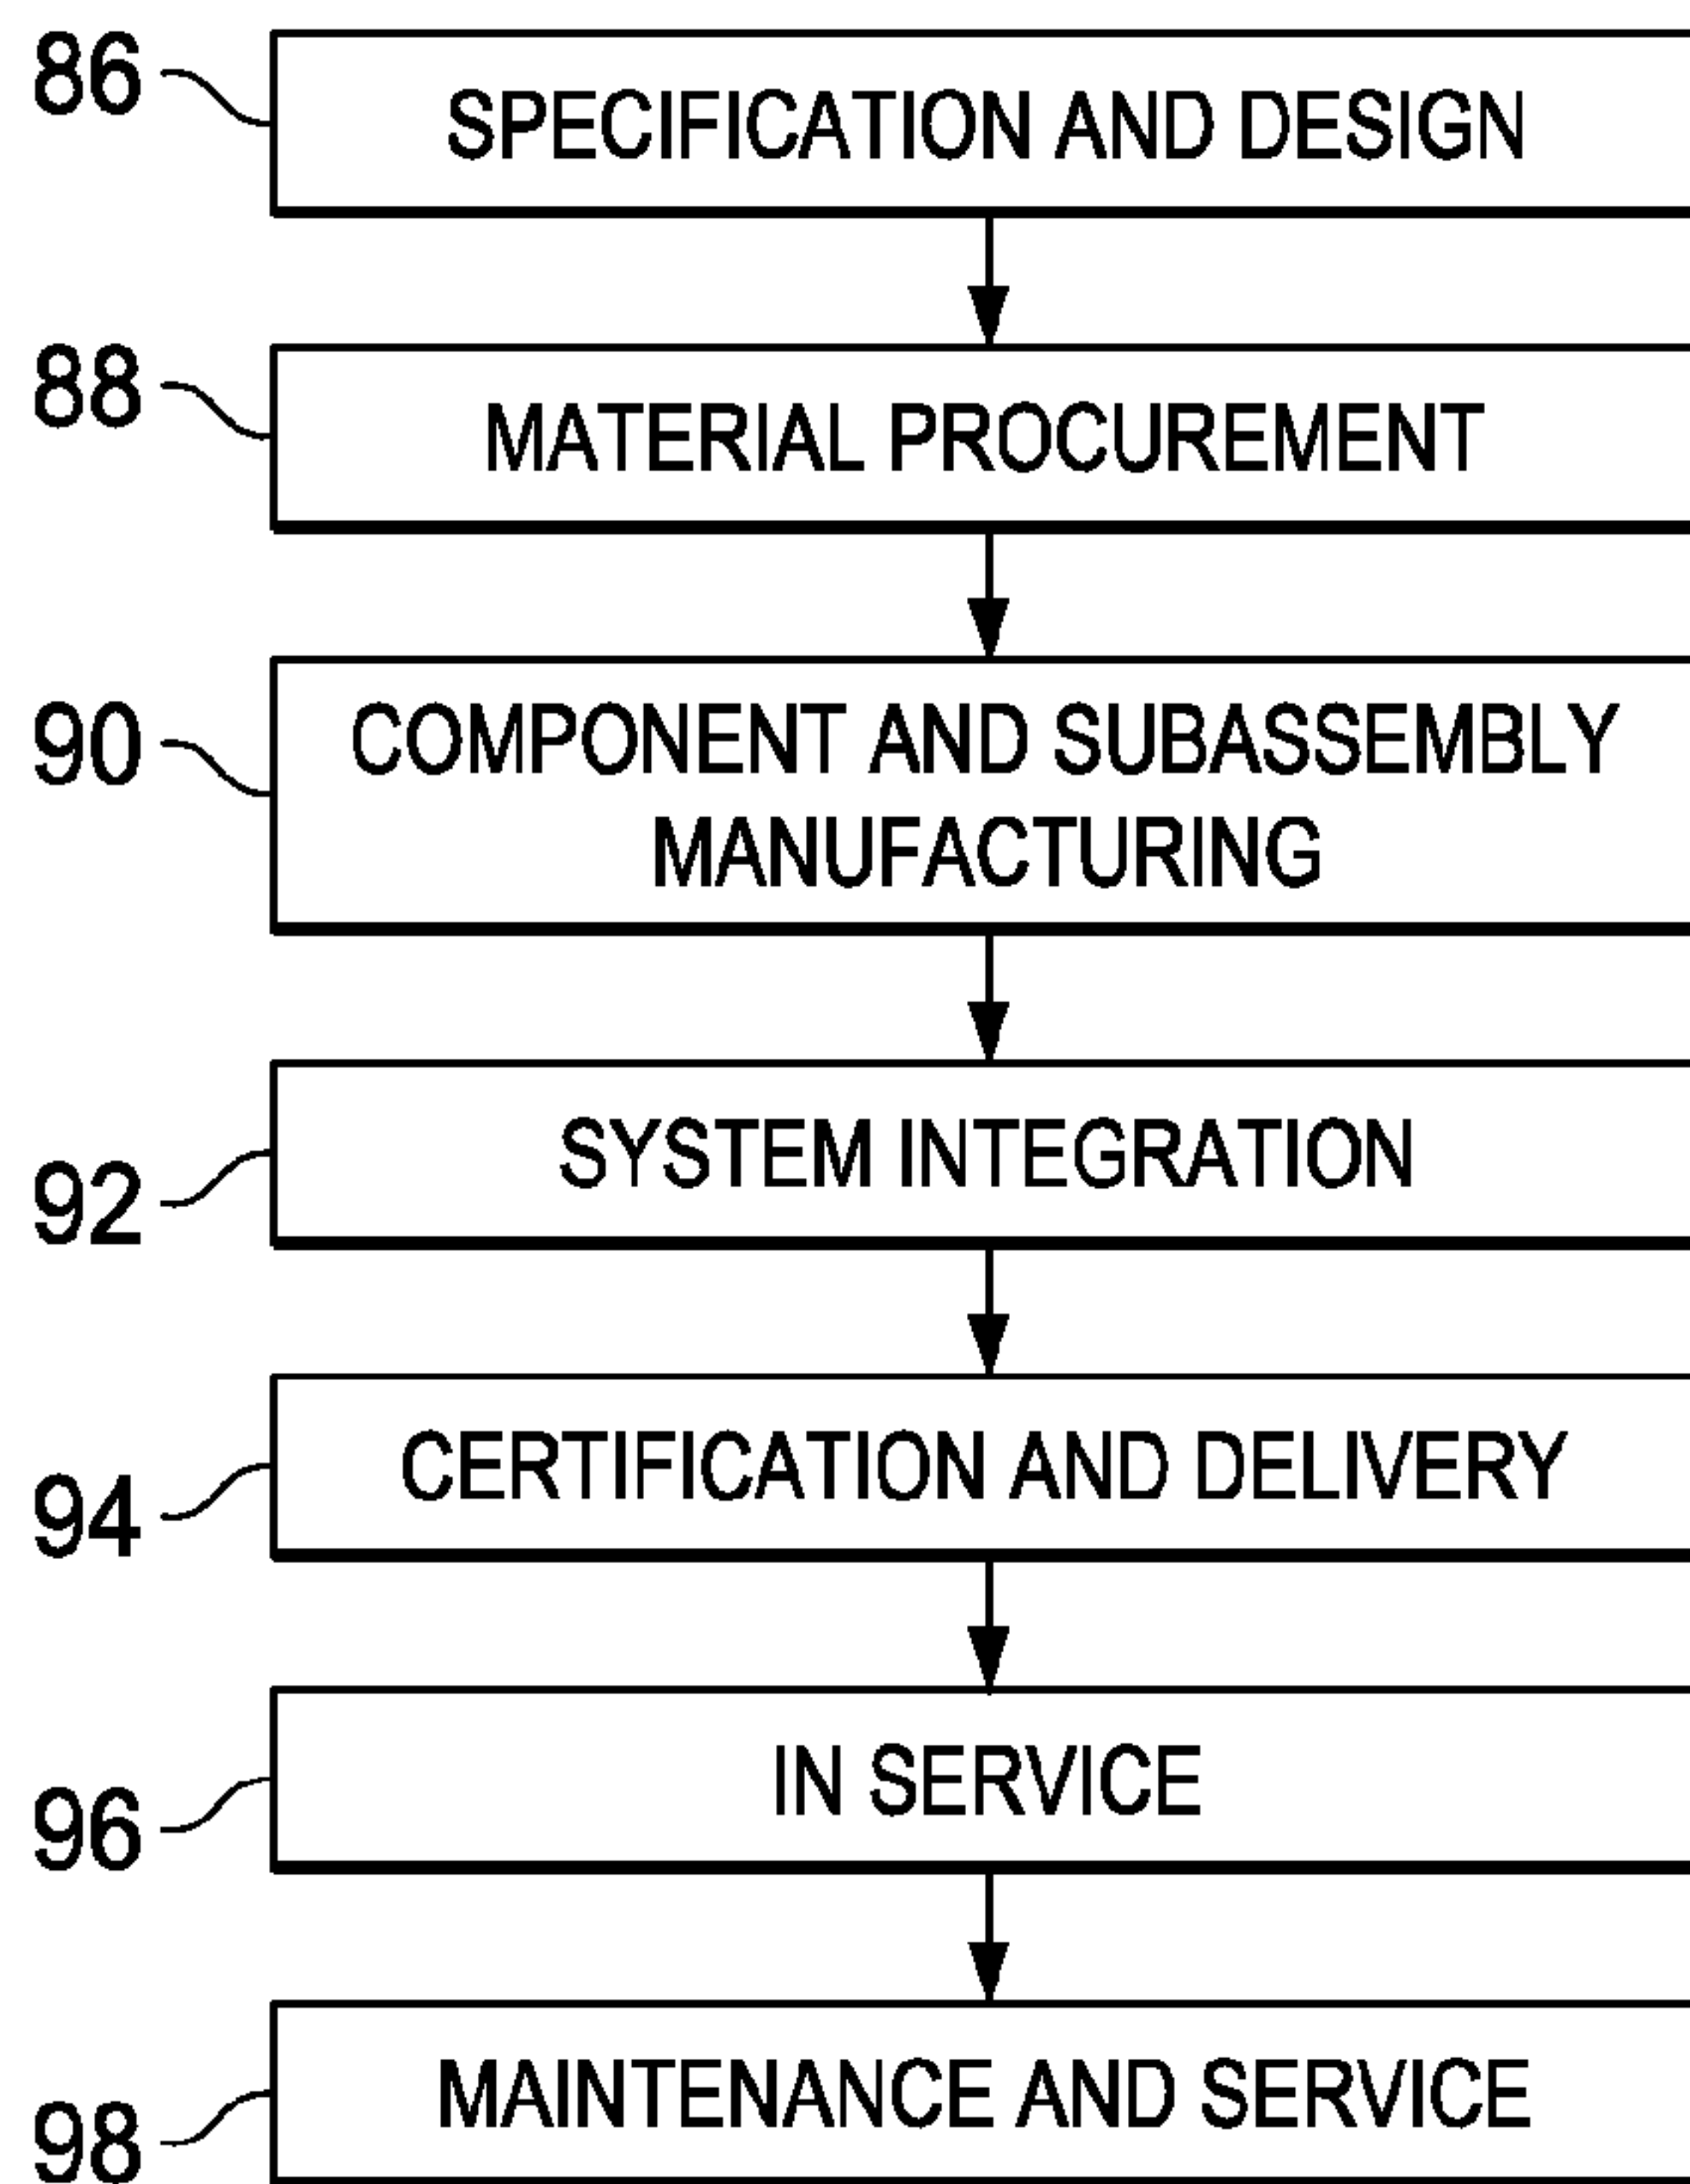 86
SPECIFICATION AND DESIGN
88
MATERIAL PROCUREMENT
90
COMPONENT AND SUBASSEMBLY
MANUFACTURING
92
SYSTEM INTEGRATION
94
CERTIFICATION AND DELIVERY
96
IN SERVICE
98
MAINTENANCE AND SERVICE